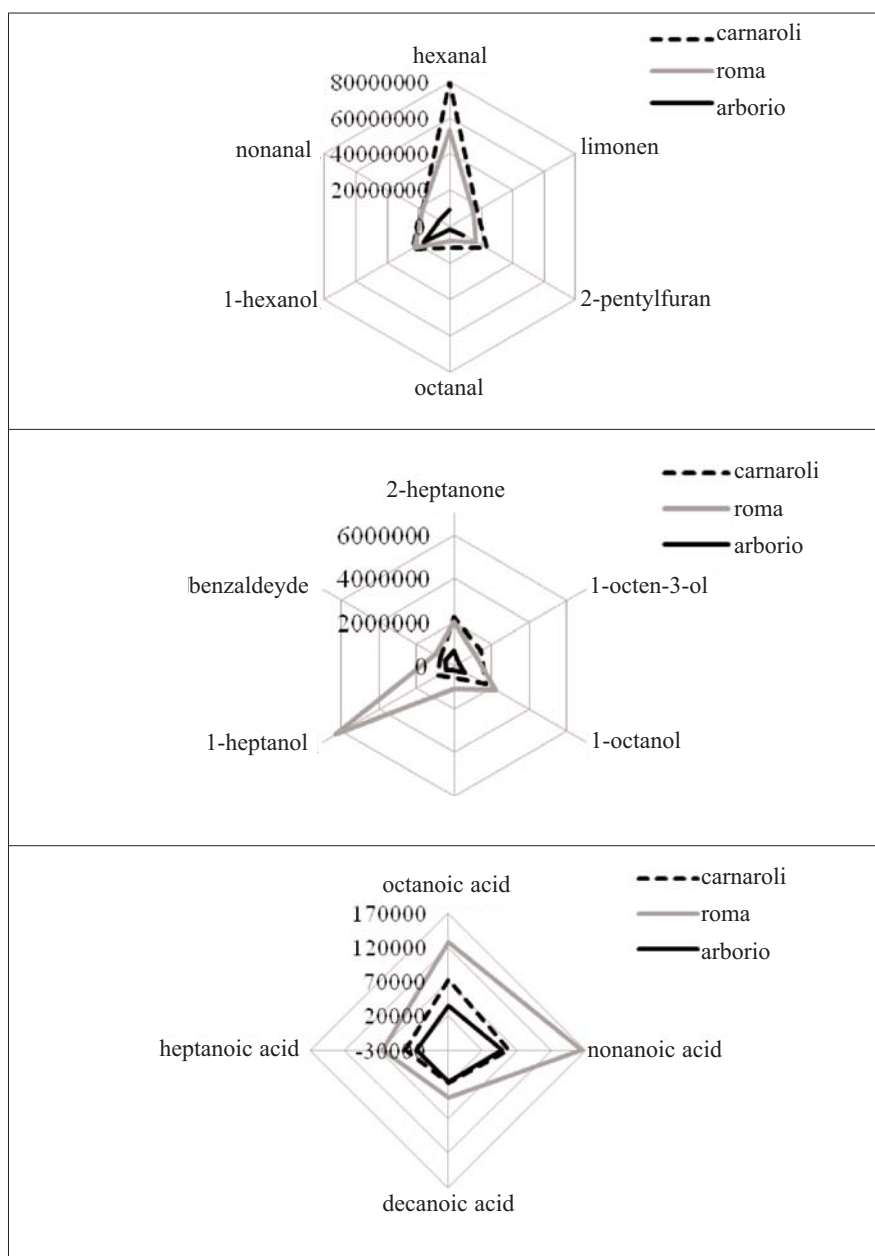 carnaroli
hexanal
80000000
roma
60000000
arborio
nonanal
40000000
limonen
20000000
0
1-hexanol
2-pentylfuran
octanal
carnaroli
2-heptanone
roma
6000000
arborio
benzaldeyde
4000000
1-octen-3-ol
2000000
0
1-heptanol
1-octanol
carnaroli
octanoic acid
170000
roma
120000
arborio
70000
20000
heptanoic acid
-30000
nonanoic acid
decanoic acid